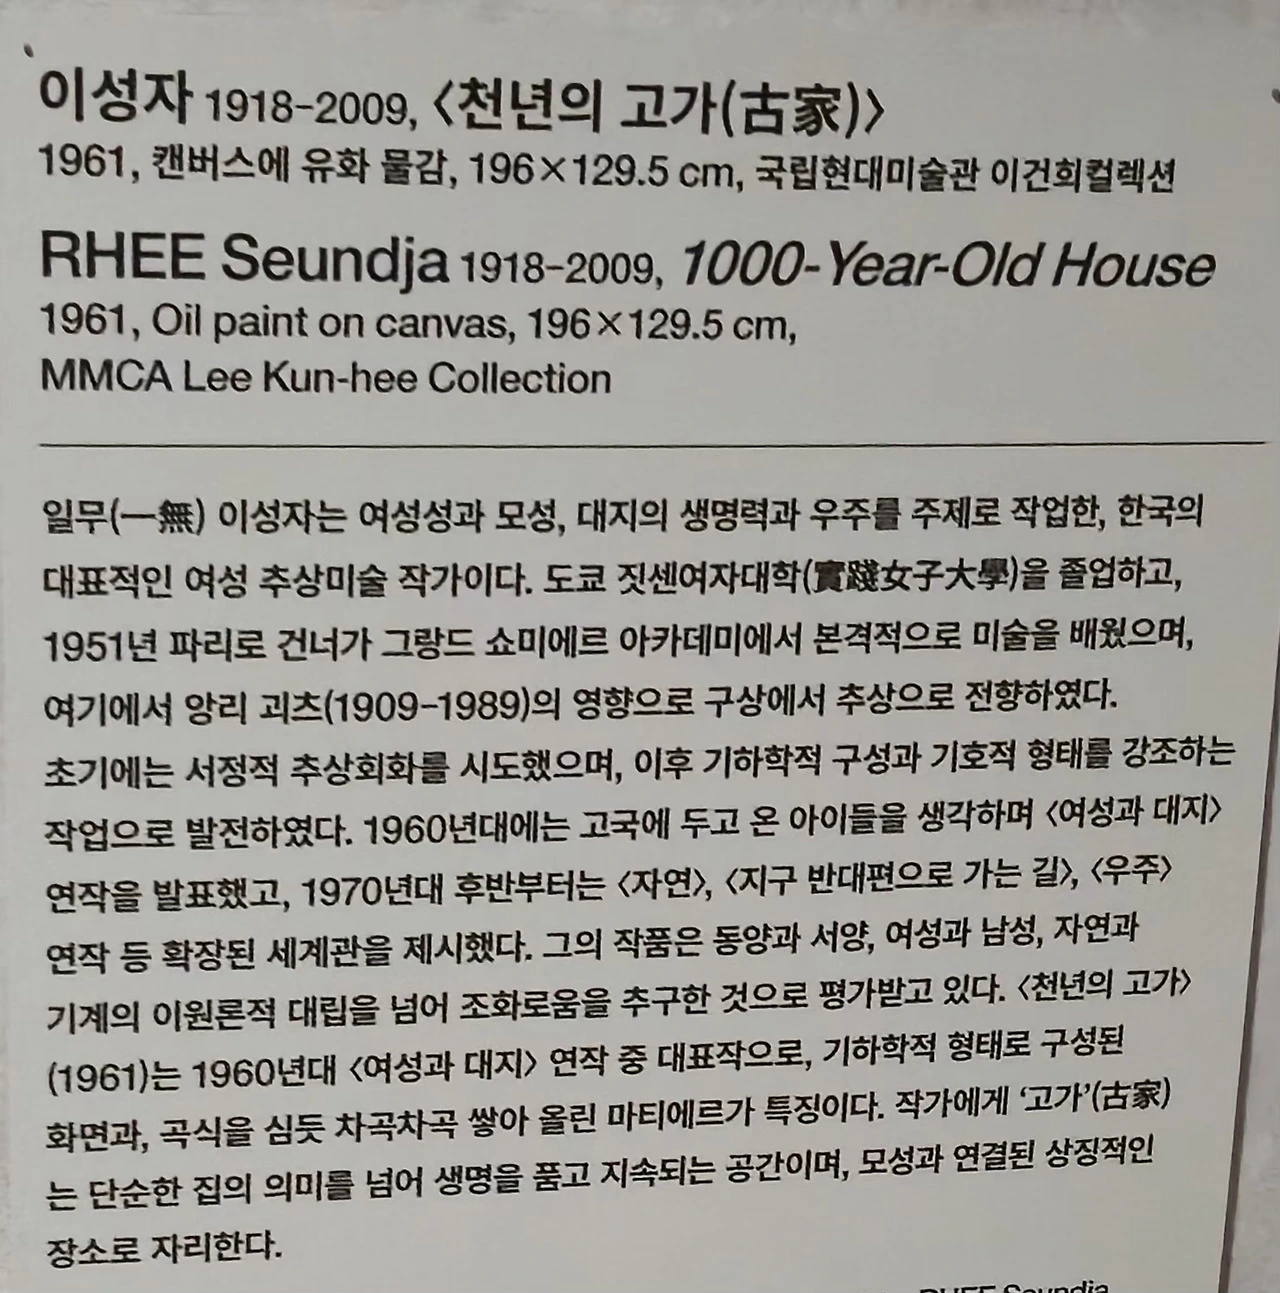 이성자 1918–2009, 〈천년의 고가(古家)〉
1961, 캔버스에 유화 물감, 196×129.5 cm, 국립현대미술관 이건희컬렉션
RHEE Seundja 1918–2009, 1000-Year-Old House
1961, Oil paint on canvas, 196×129.5 cm,
MMCA Lee Kun-hee Collection
일무(一無) 이성자는 여성성과 모성, 대지의 생명력과 우주를 주제로 작업한, 한국의
대표적인 여성 추상미술 작가이다. 도쿄 짓센여자대학(實踐女子大學)을 졸업하고,
1951년 파리로 건너가 그랑드 쇼미에르 아카데미에서 본격적으로 미술을 배웠으며,
여기에서 앙리 괴츠(1909–1989)의 영향으로 구상에서 추상으로 전향하였다.
초기에는 서정적 추상회화를 시도했으며, 이후 기하학적 구성과 기호적 형태를 강조하는
작업으로 발전하였다. 1960년대에는 고국에 두고 온 아이들을 생각하며 〈여성과 대지〉
연작을 발표했고, 1970년대 후반부터는 〈자연〉, 〈지구 반대편으로 가는 길〉, 〈우주〉
연작 등 확장된 세계관을 제시했다. 그의 작품은 동양과 서양, 여성과 남성, 자연과
기계의 이원론적 대립을 넘어 조화로움을 추구한 것으로 평가받고 있다. 〈천년의 고가〉
(1961)는 1960년대 〈여성과 대지〉 연작 중 대표작으로, 기하학적 형태로 구성된
화면과, 곡식을 심듯 차곡차곡 쌓아 올린 마티에르가 특징이다. 작가에게 ‘고가’(古家)
는 단순한 집의 의미를 넘어 생명을 품고 지속되는 공간이며, 모성과 연결된 상징적인
장소로 자리한다.
RHEE Seundja